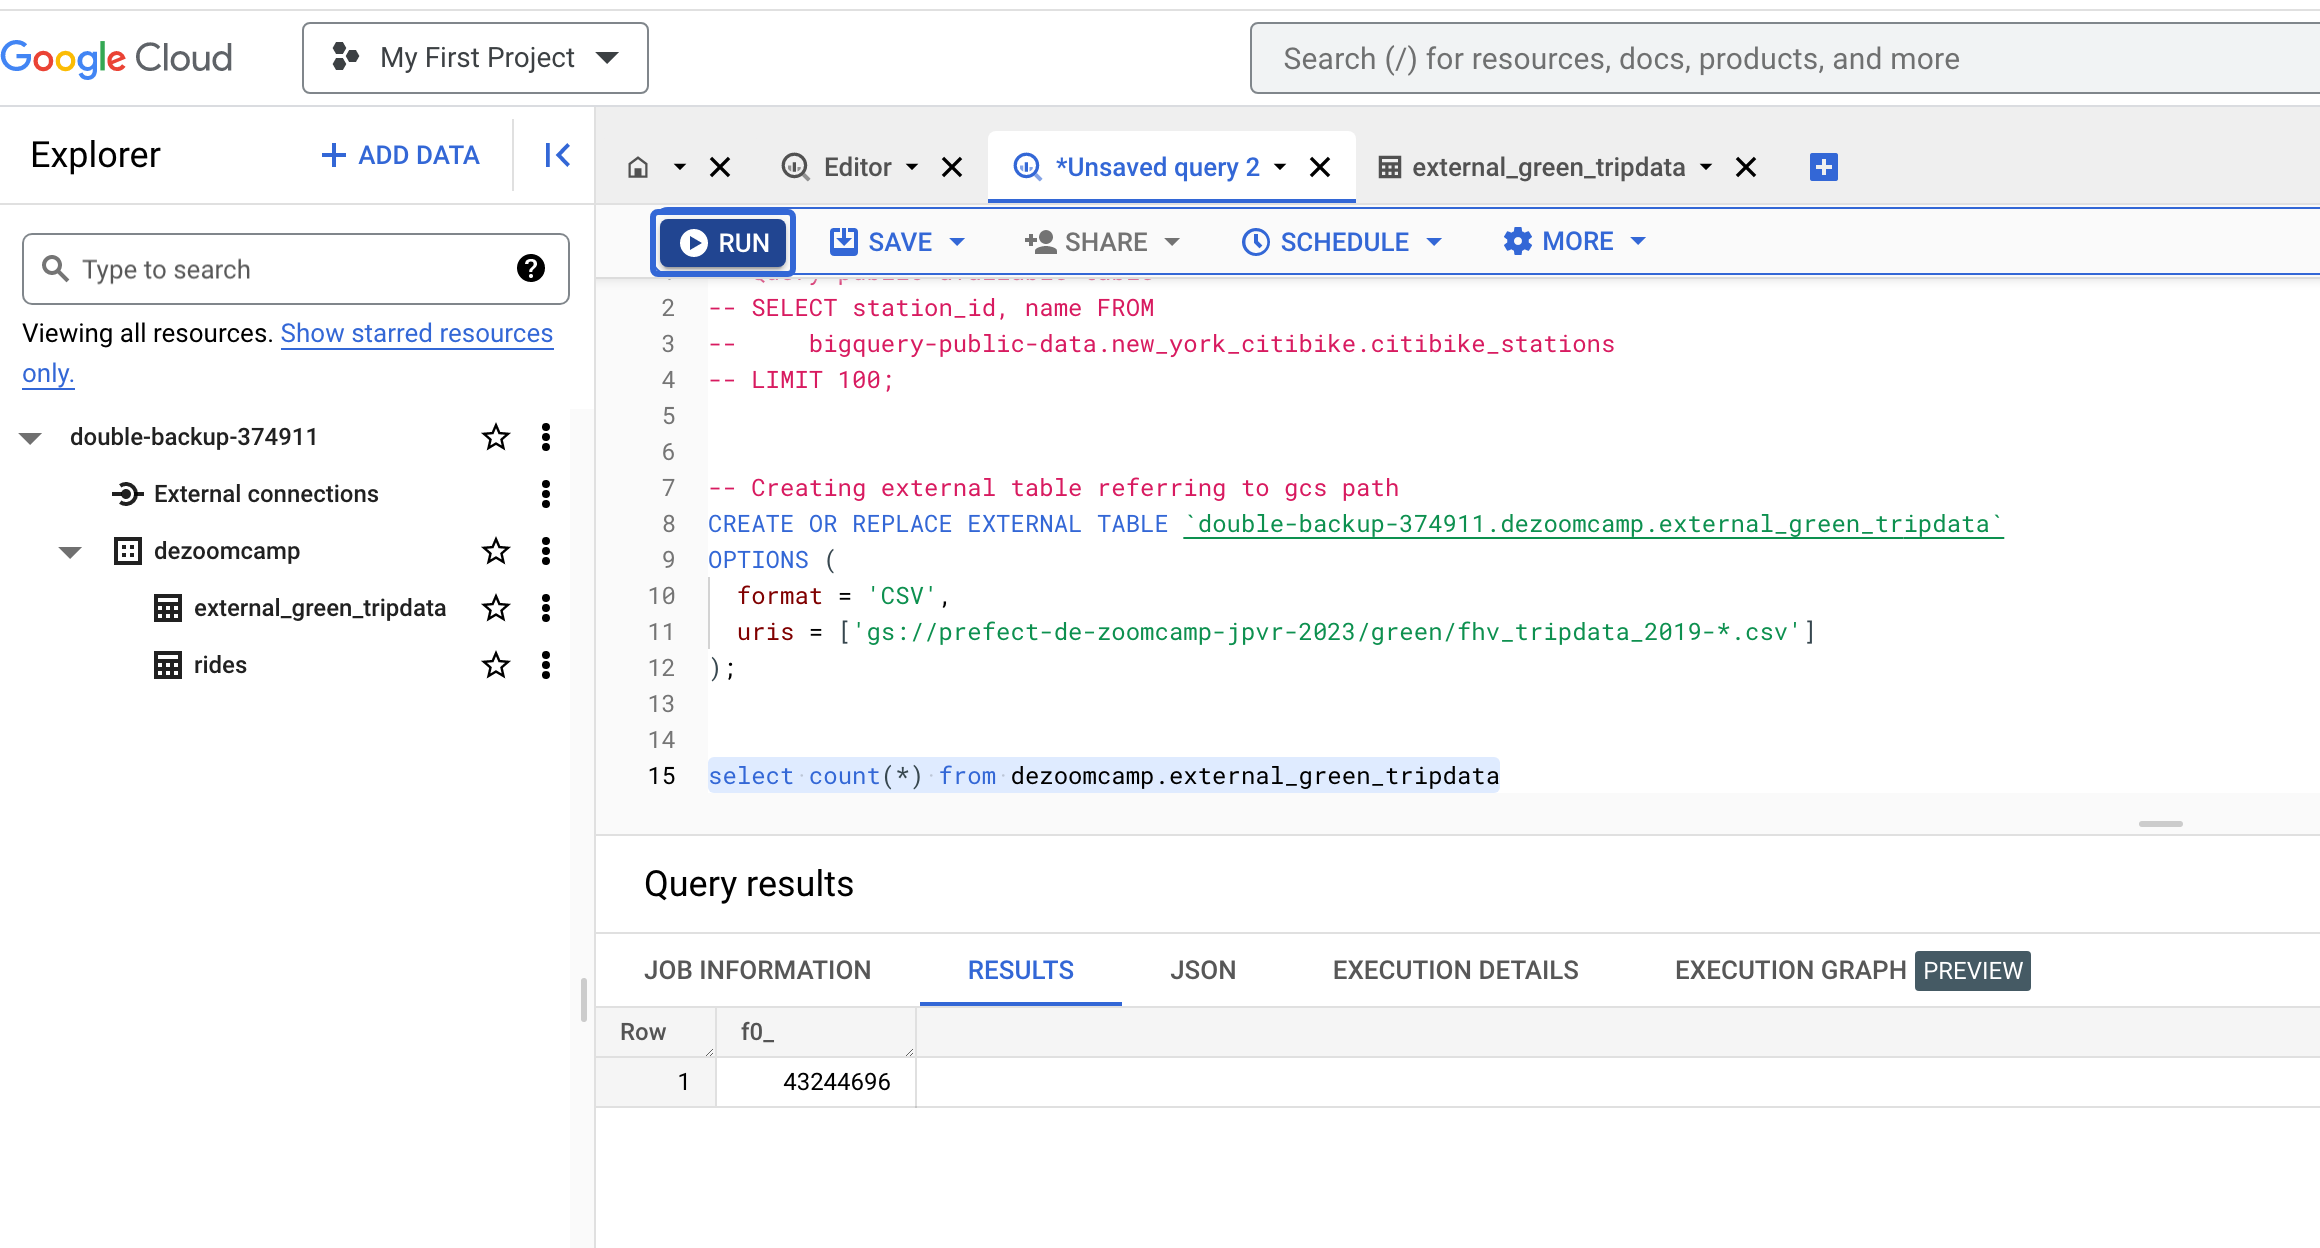 Google Cloud
My First Project
Search (/) for resources, docs, products, and more
Explorer
+ ADD DATA
Type to search
Viewing all resources. Show starred resources
only.
double-backup-374911
External connections
dezoomcamp
external_green_tripdata
rides
Editor
*Unsaved query 2
external_green_tripdata
RUN
SAVE
SHARE
SCHEDULE
MORE
2 -- SELECT station_id, name FROM
3 --     bigquery-public-data.new_york_citibike.citibike_stations
4 -- LIMIT 100;
5
6
7 -- Creating external table referring to gcs path
8 CREATE OR REPLACE EXTERNAL TABLE `double-backup-374911.dezoomcamp.external_green_tripdata`
9 OPTIONS (
10   format = 'CSV',
11   uris = ['gs://prefect-de-zoomcamp-jpvr-2023/green/fhv_tripdata_2019-*.csv']
12 );
13
14
15 select count(*) from dezoomcamp.external_green_tripdata
Query results
JOB INFORMATION
RESULTS
JSON
EXECUTION DETAILS
EXECUTION GRAPH PREVIEW
Row f0_
1 43244696